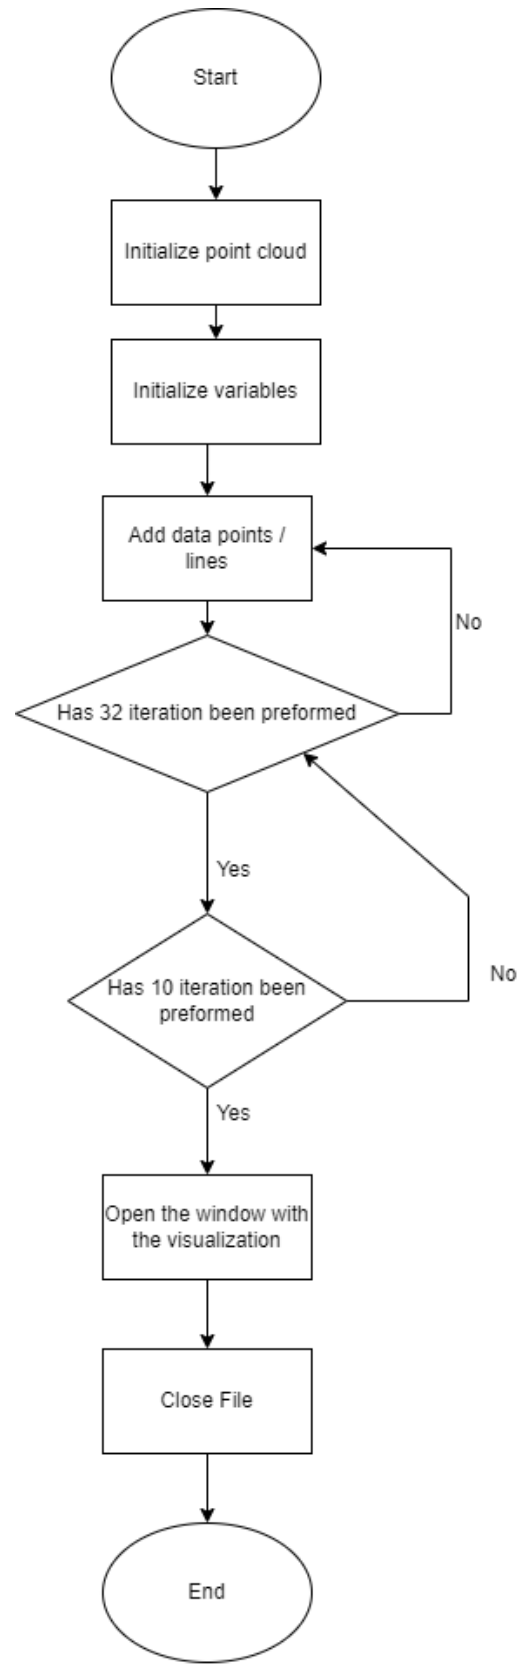 Start
Initialize point cloud
Initialize variables
Add data points /
lines
No
Has 32 iteration been preformed
Yes
Has 10 iteration been
preformed
No
Yes
Open the window with
the visualization
Close File
End